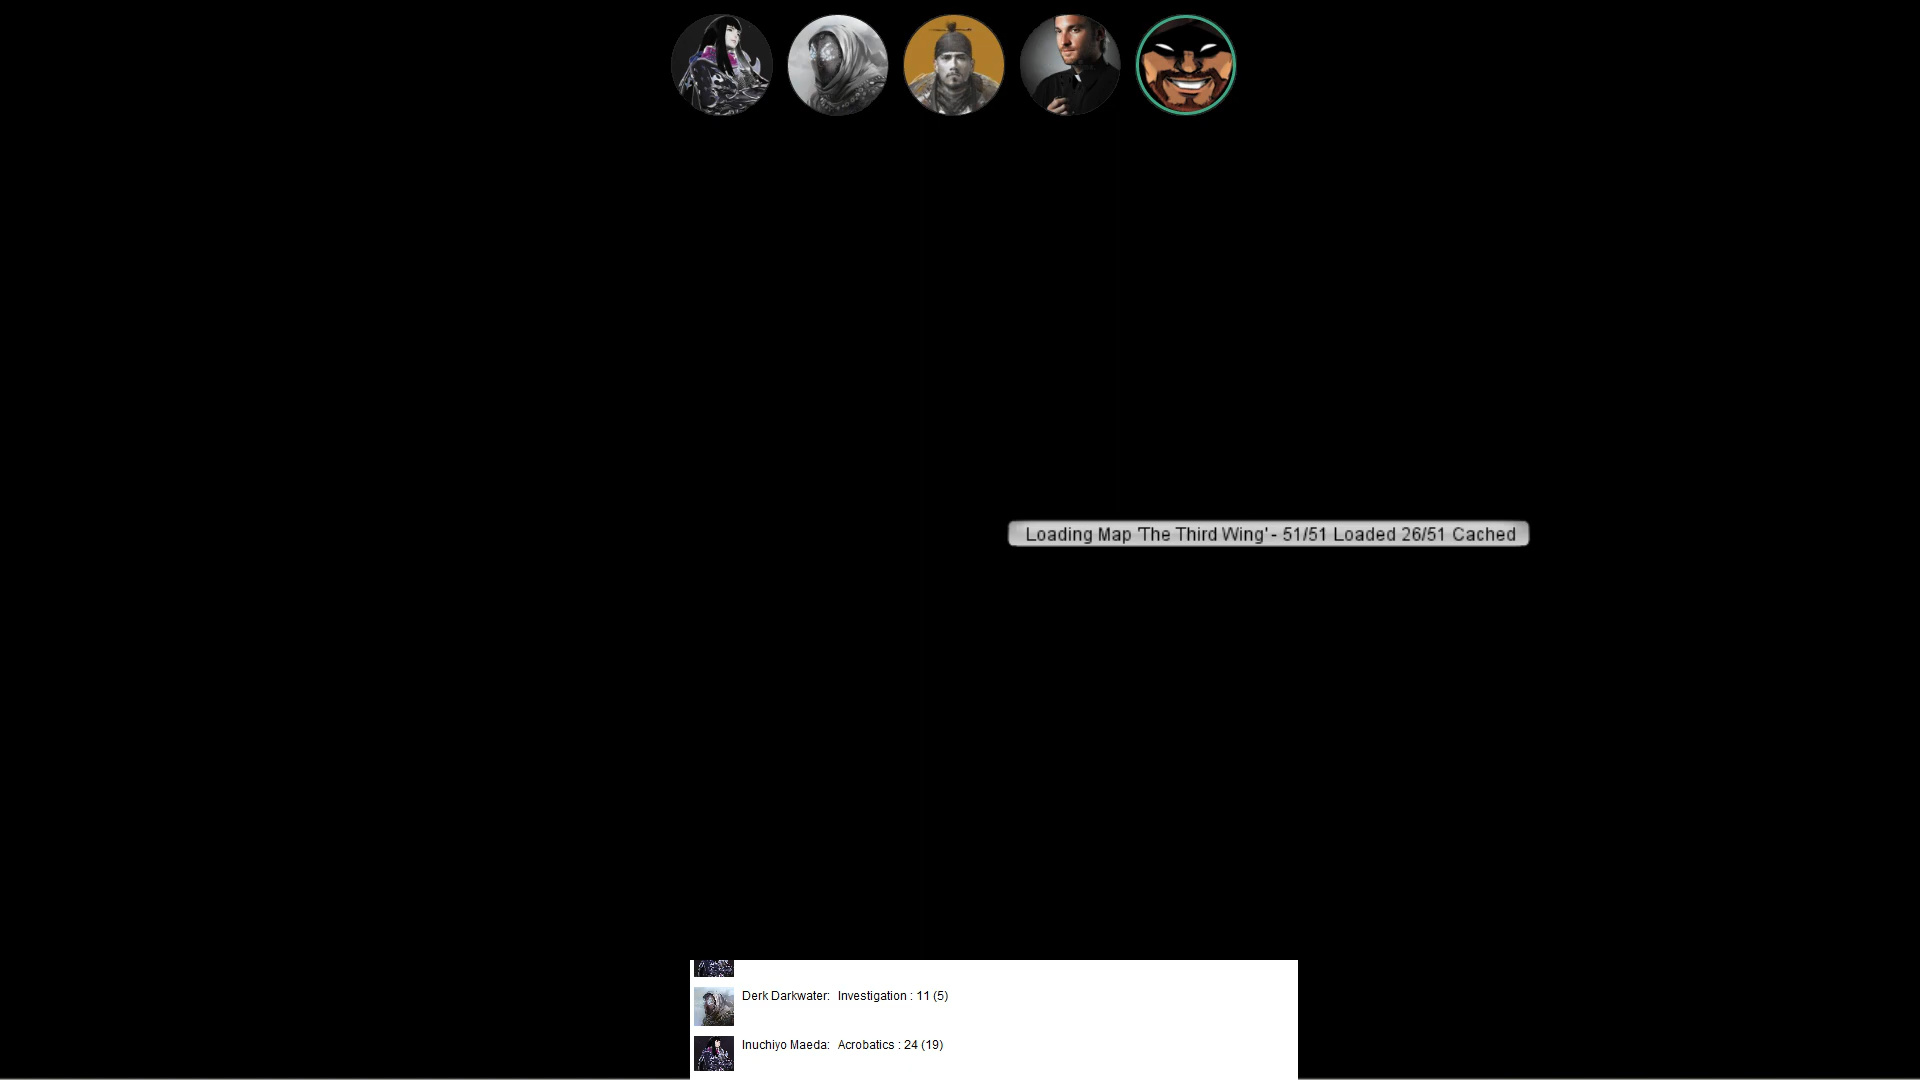 Loading Map 'The Third Wing' - 51/51 Loaded 26/51 Cached
Derk Darkwater: Investigation : 11 (5)
Inuchiyo Maeda: Acrobatics : 24 (19)